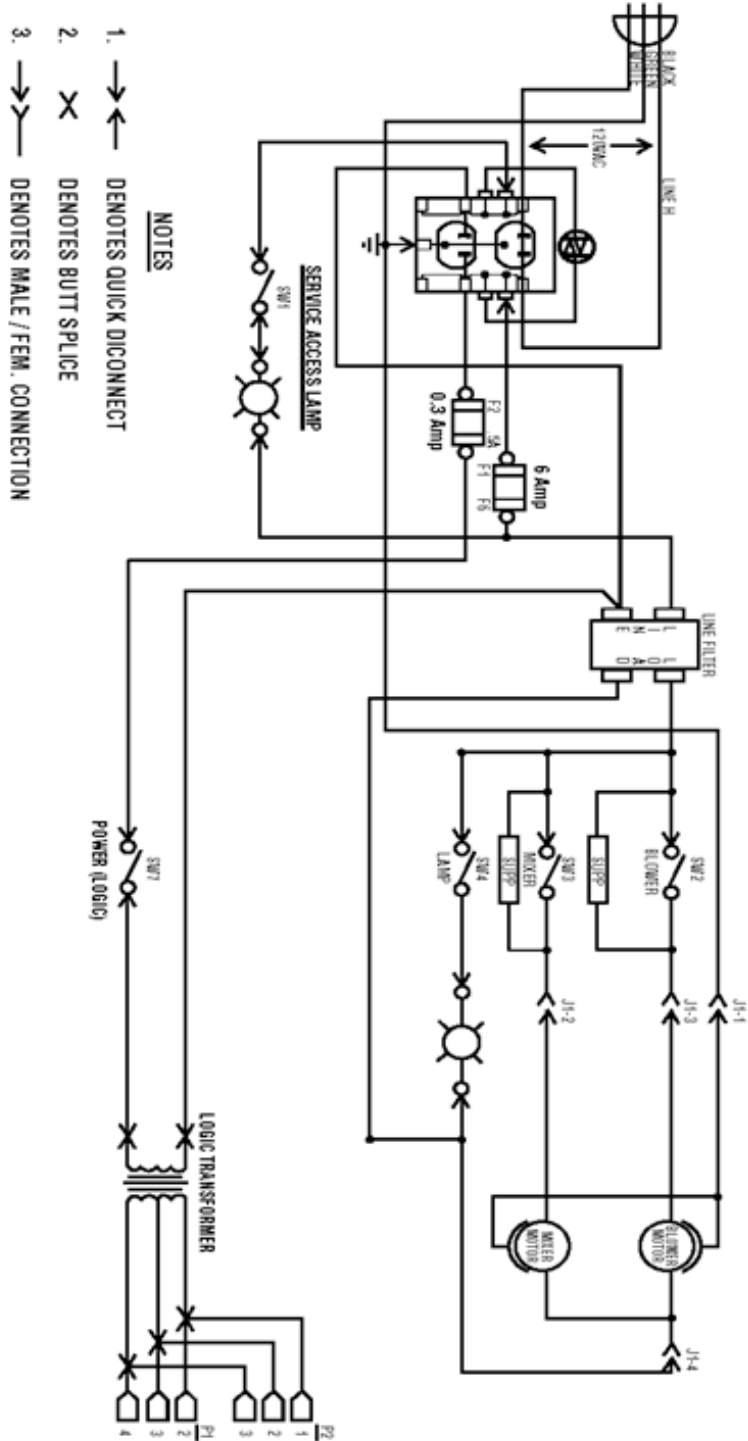 BLACK
GREEN
WHITE
120VAC
LINE H
SERVICE ACCESS LAMP
SW1
F2 .5A
0.3 Amp
6 Amp
F1 F6
LINE FILTER
L L
I O
N A
E D
SW2
BLOWER
SUPP
SW3
MIXER
SUPP
SW4
LAMP
J1-1
J1-3
J1-2
J1-4
BLOWER
MOTOR
MIXER
MOTOR
SW7
POWER (LOGIC)
LOGIC TRANSFORMER
P2
1
2
3
P1
2
3
4
NOTES
1. DENOTES QUICK DICONNECT
2. DENOTES BUTT SPLICE
3. DENOTES MALE / FEM. CONNECTION